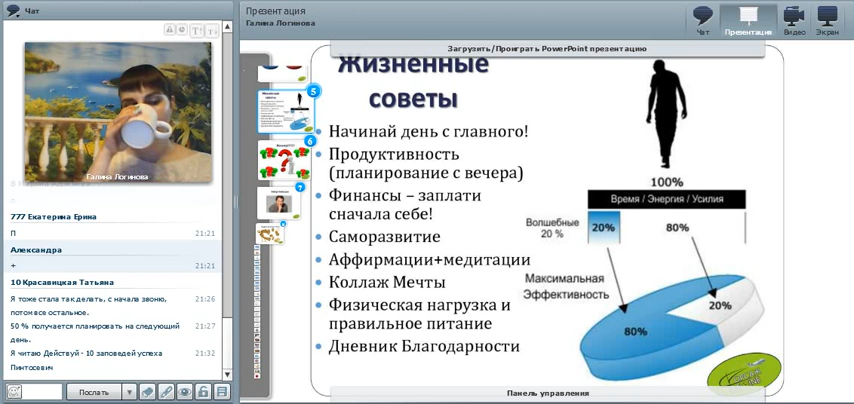 Чат
Галина Логинова
777 Екатерина Ерина
П 21:21
Александра
+ 21:21
10 Красавицкая Татьяна
Я тоже стала так делать, с начала звоню, 21:26
потом все остальное.
50 % получается планировать на следующий 21:27
день.
Я читаю Действуй - 10 заповедей успеха 21:32
Пинтосевич
Послать
Презентация
Галина Логинова
Чат
Презентация
Видео
Экран
Загрузить/Проиграть PowerPoint презентацию
5
6
7
Жизненные
советы
Начинай день с главного!
Продуктивность
(планирование с вечера)
Финансы – заплати
сначала себе!
Саморазвитие
Аффирмации+медитации
Коллаж Мечты
Физическая нагрузка и
правильное питание
Дневник Благодарности
100%
Время / Энергия / Усилия
Волшебные
20 %
20%
80%
Максимальная
Эффективность
80%
20%
Панель управления